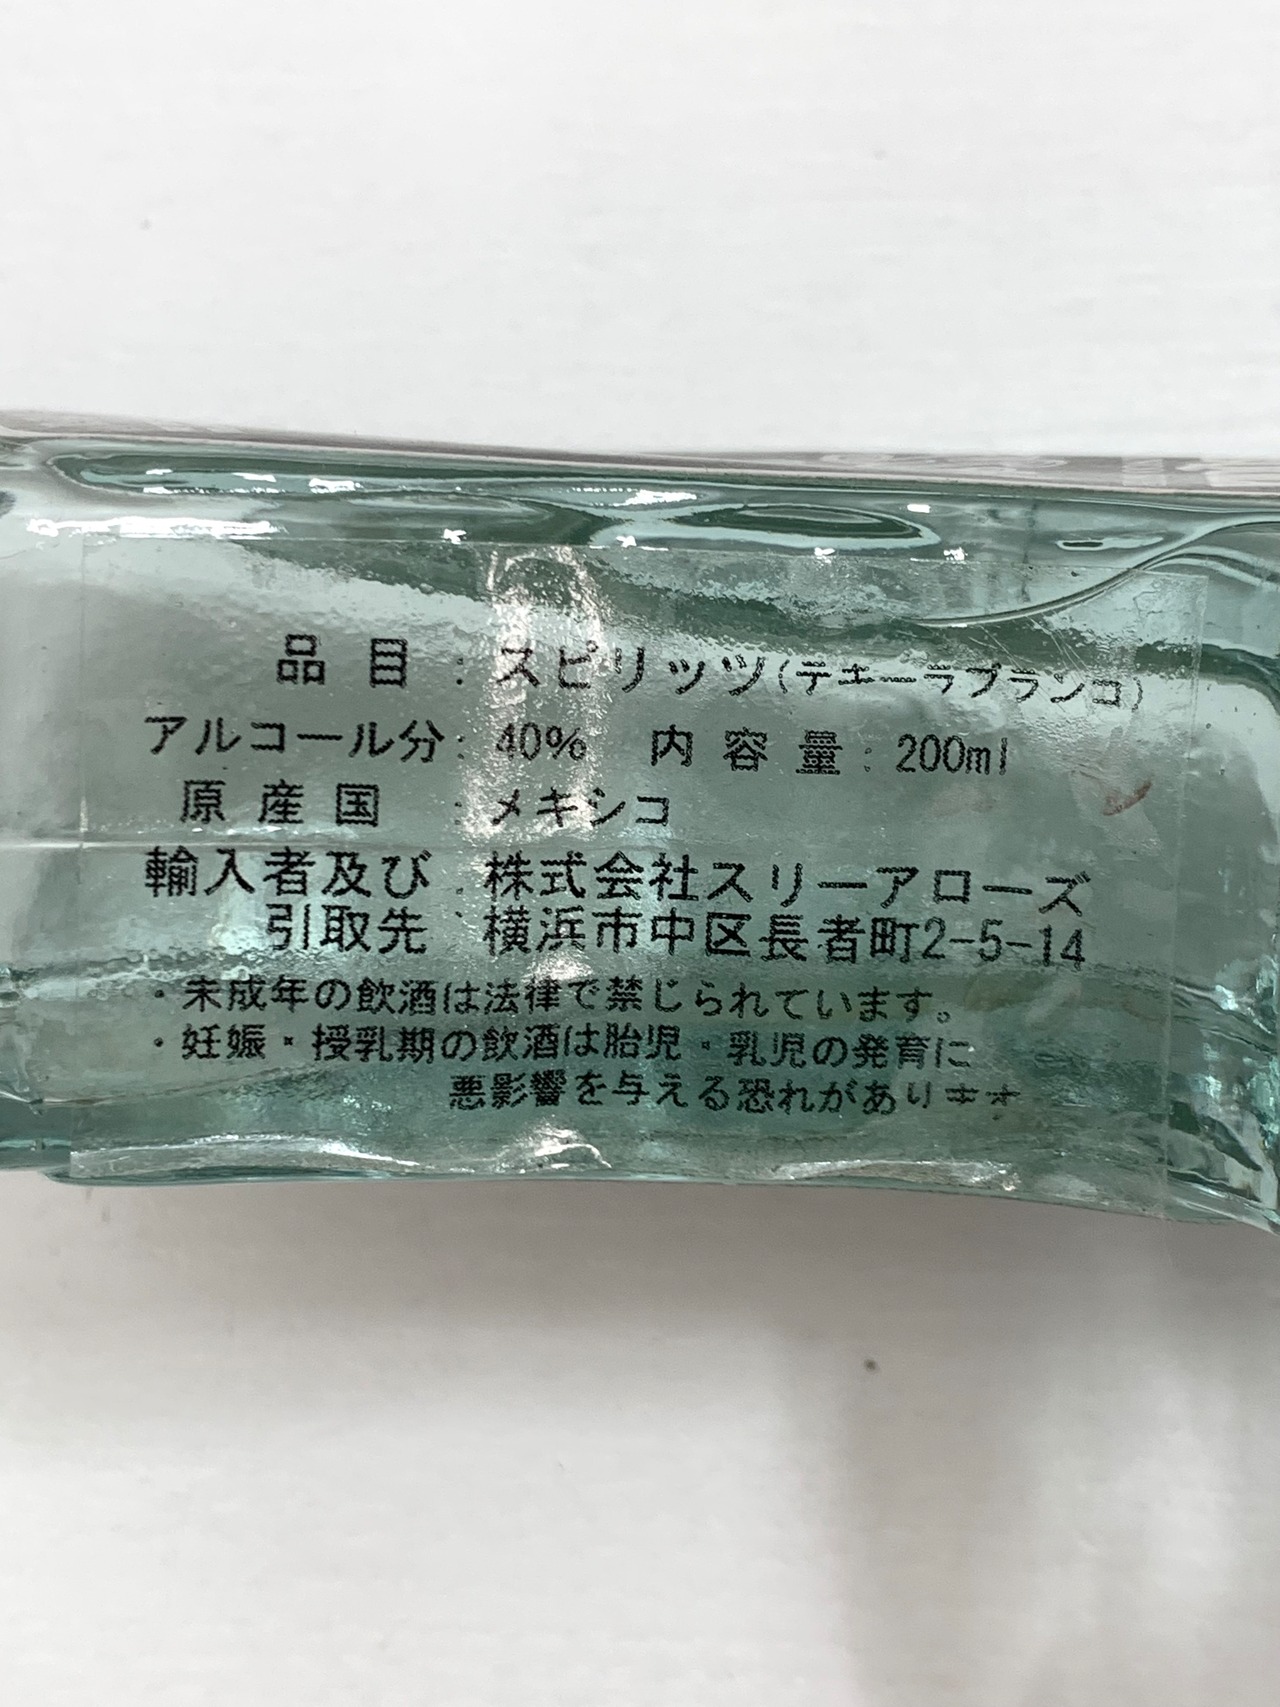 品目:スピリッツ(テキーラブランコ)
アルコール分:40% 内容量:200ml
原産国:メキシコ
輸入者及び:株式会社スリーアローズ
引取先:横浜市中区長者町2-5-14
・未成年の飲酒は法律で禁じられています。
・妊娠・授乳期の飲酒は胎児・乳児の発育に
悪影響を与える恐れがあります